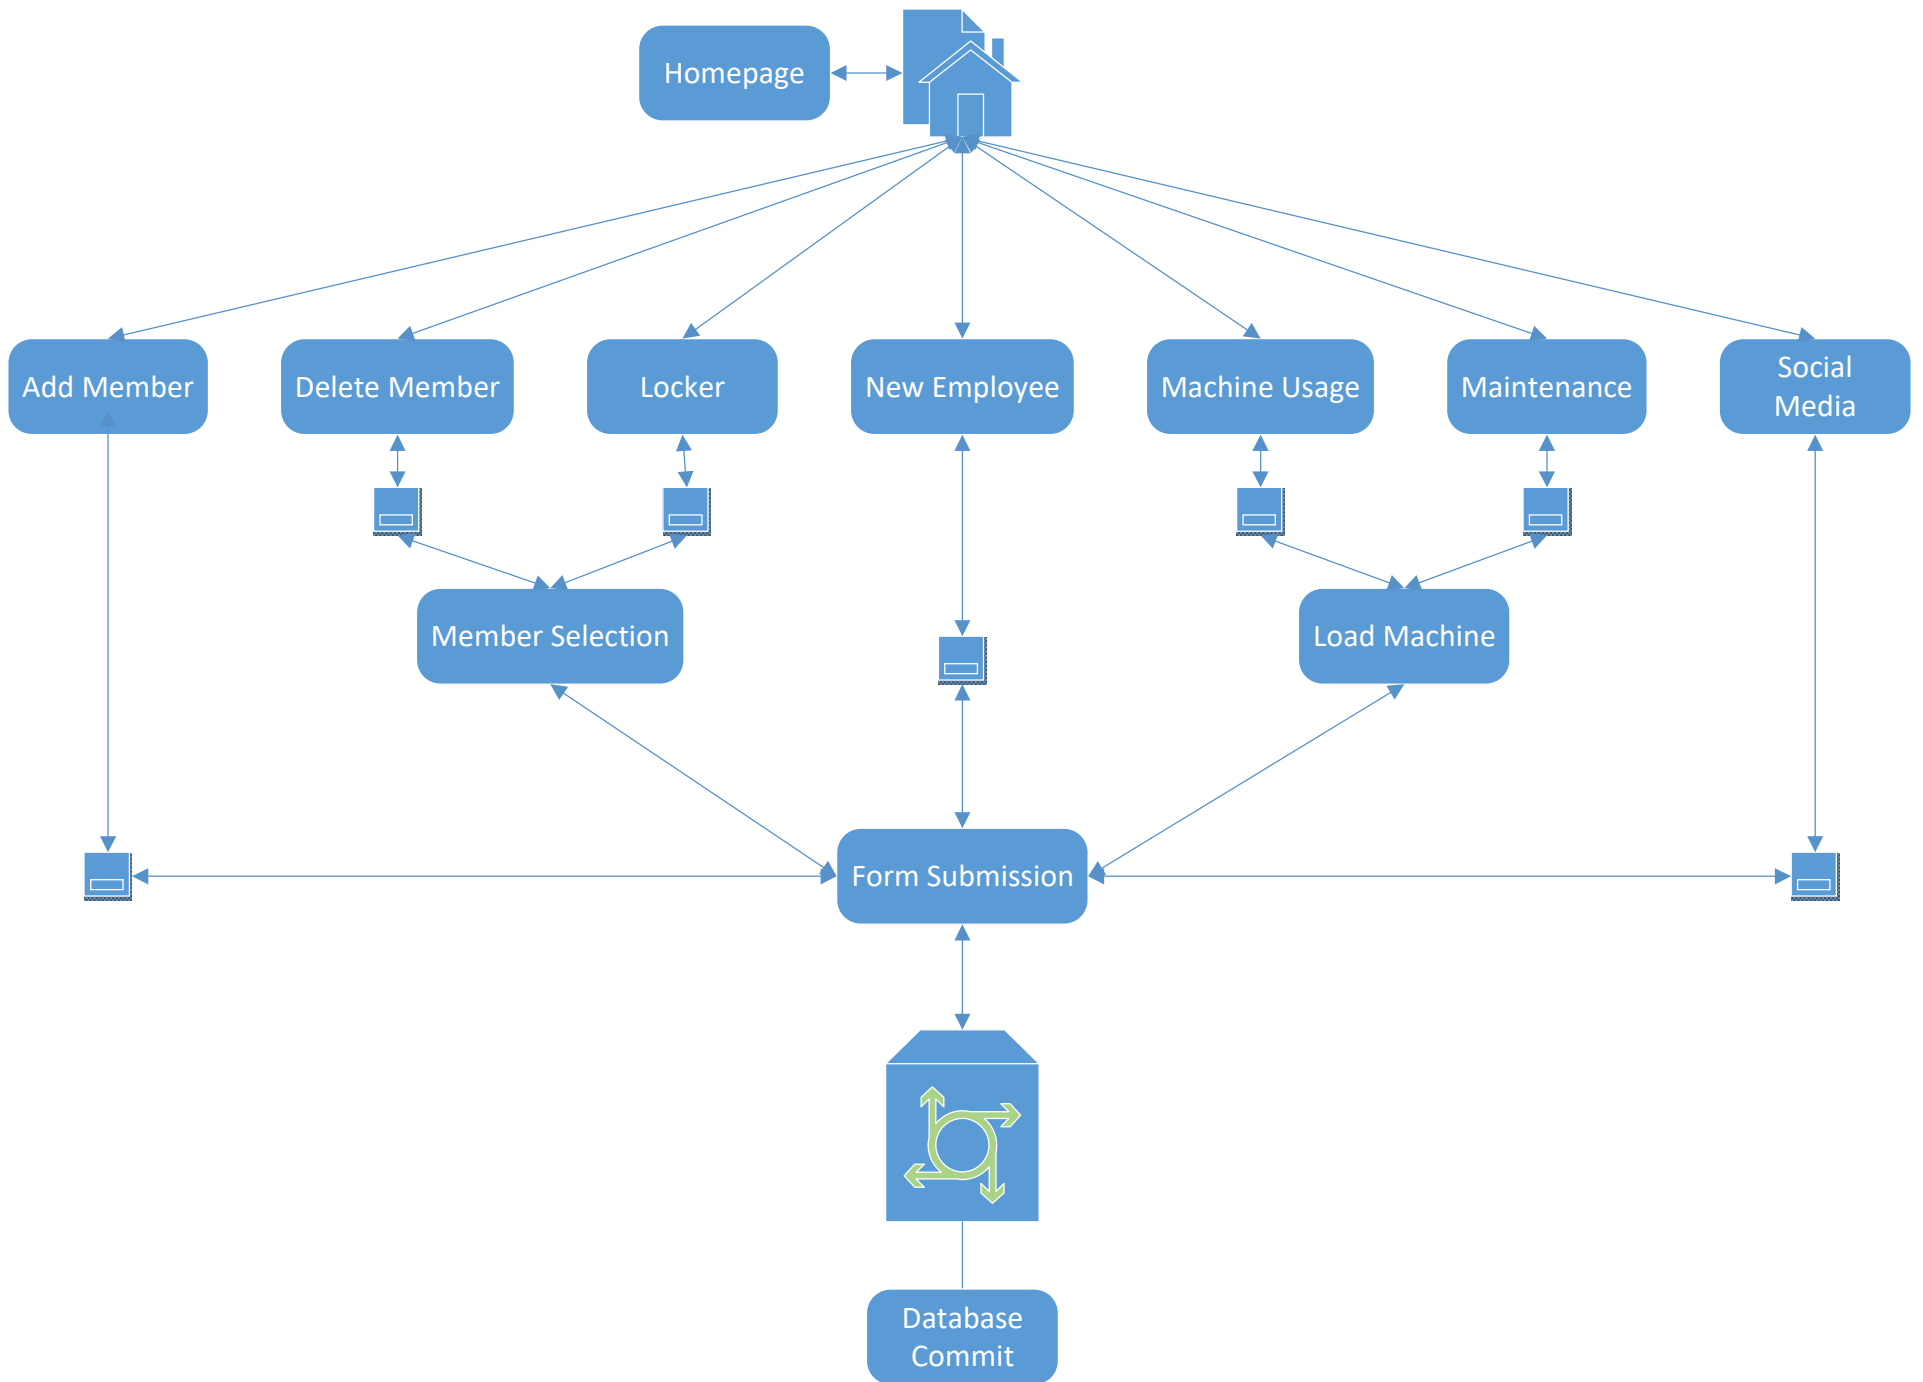 Homepage
Add Member
Delete Member
Locker
New Employee
Machine Usage
Maintenance
Social
Media
Member Selection
Load Machine
Form Submission
Database
Commit